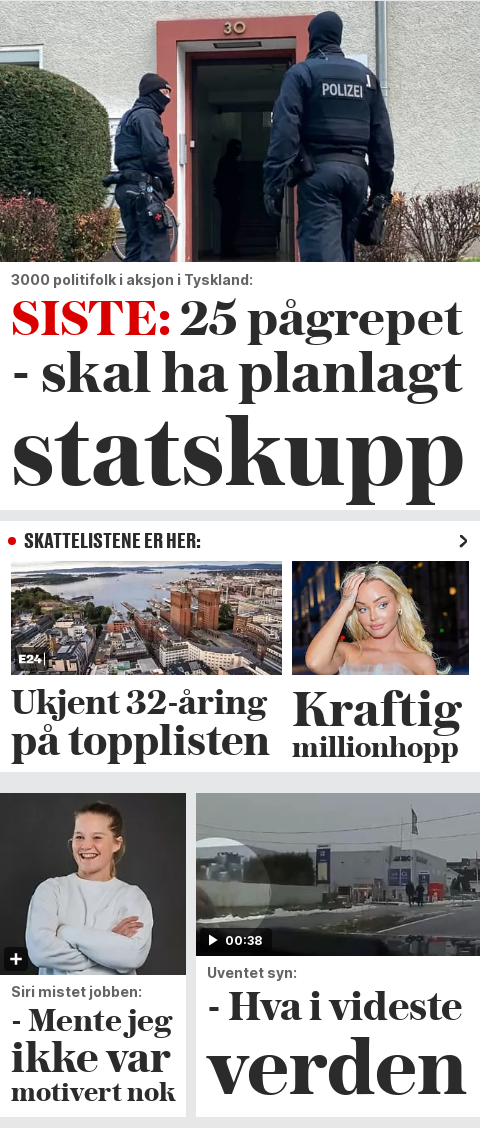 30
POLIZEI
3000 politifolk i aksjon i Tyskland:
SISTE: 25 pågrepet
- skal ha planlagt
statskupp
SKATTELISTENE ER HER:
E24
Ukjent 32-åring
på topplisten
Kraftig
millionhopp
00:38
Siri mistet jobben:
- Mente jeg
ikke var
motivert nok
Uventet syn:
- Hva i videste
verden